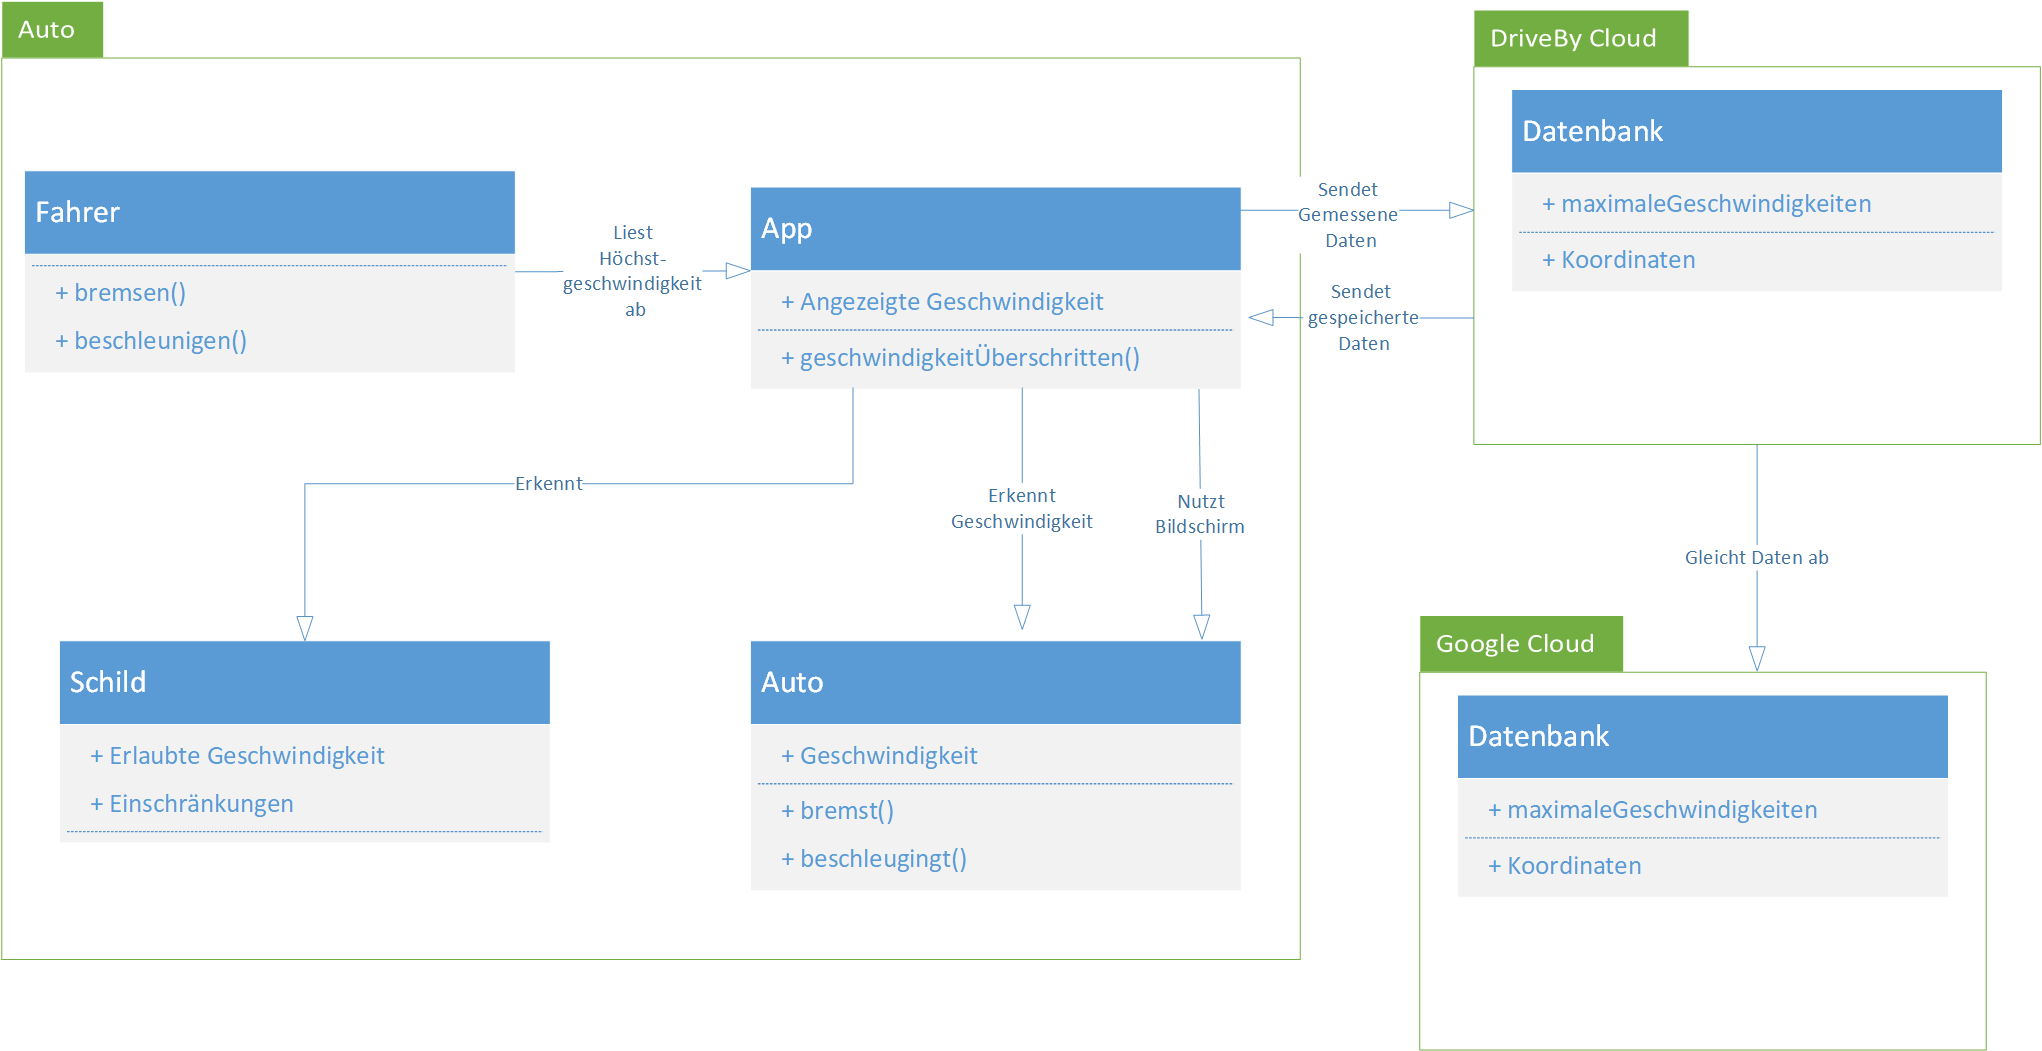 Auto
Fahrer
+ bremsen()
+ beschleunigen()
Liest
Höchst-
geschwindigkeit
ab
App
+ Angezeigte Geschwindigkeit
+ geschwindigkeitÜberschritten()
Sendet
Gemessene
Daten
Sendet
gespeicherte
Daten
DriveBy Cloud
Datenbank
+ maximaleGeschwindigkeiten
+ Koordinaten
Erkennt
Erkennt
Geschwindigkeit
Nutzt
Bildschirm
Gleicht Daten ab
Schild
+ Erlaubte Geschwindigkeit
+ Einschränkungen
Auto
+ Geschwindigkeit
+ bremst()
+ beschleugingt()
Google Cloud
Datenbank
+ maximaleGeschwindigkeiten
+ Koordinaten